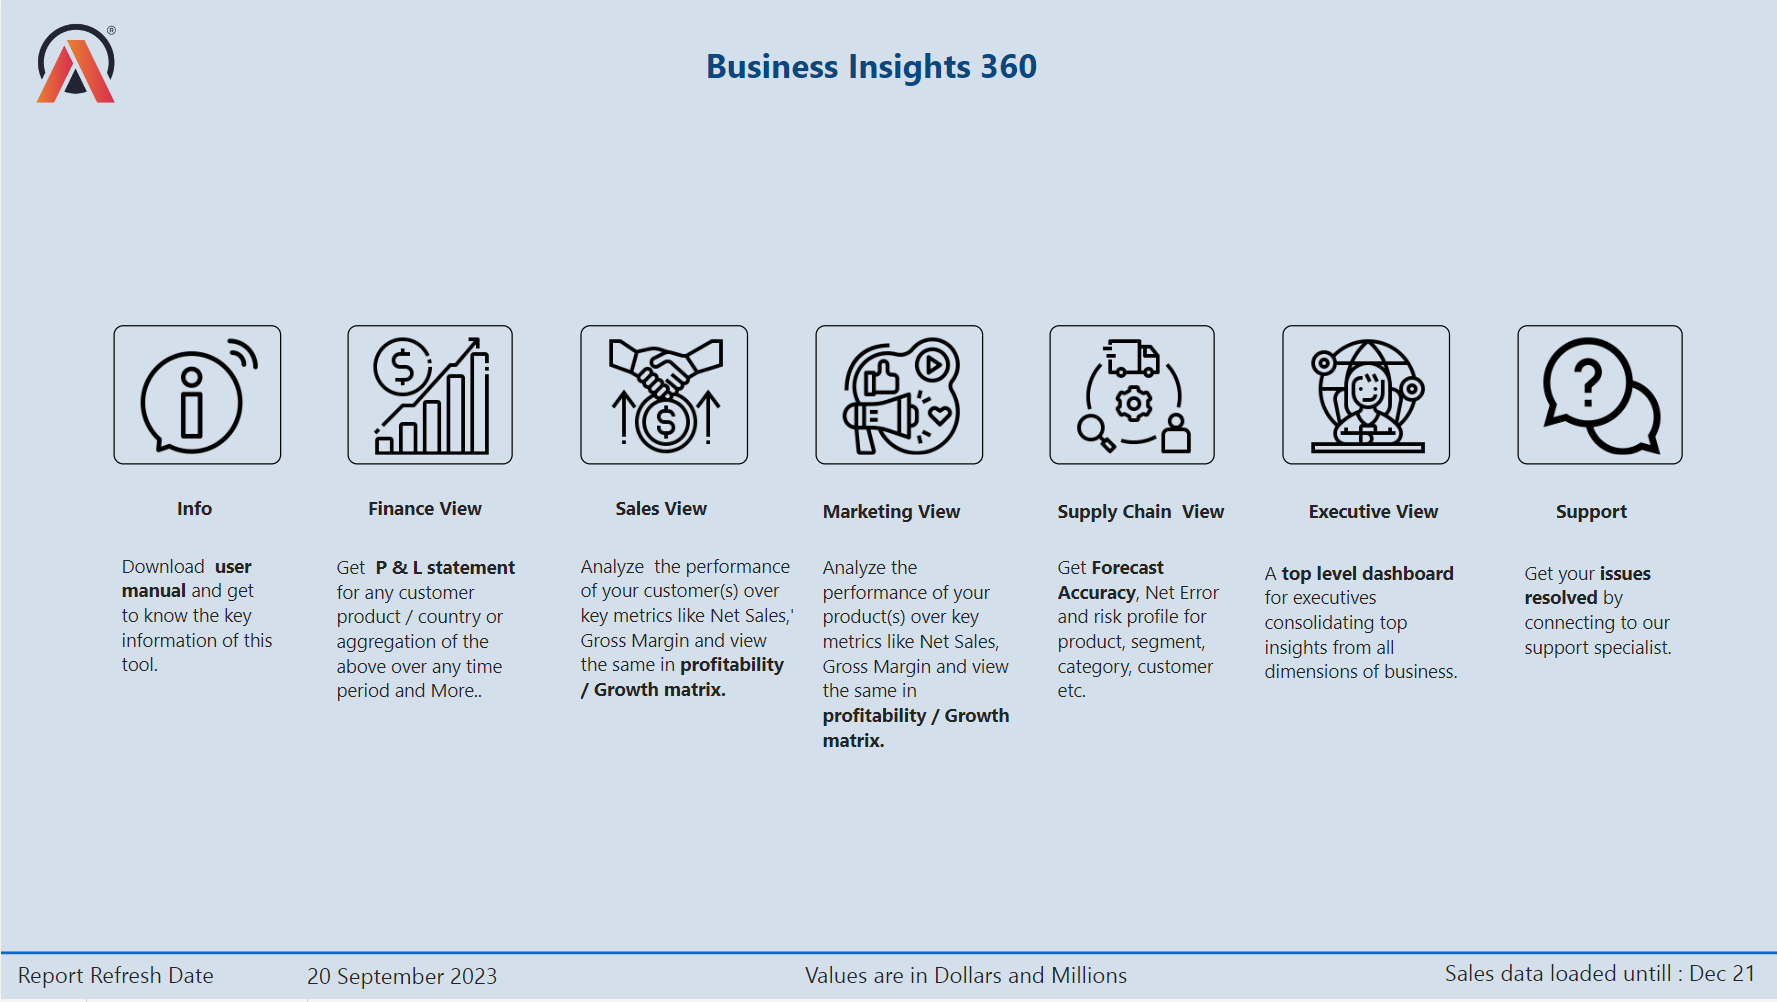 ®
Business Insights 360
Info
Download  user
manual and get
to know the key
information of this
tool.
Finance View
Get  P & L statement
for any customer
product / country or
aggregation of the
above over any time
period and More..
Sales View
Analyze  the performance
of your customer(s) over
key metrics like Net Sales,'
Gross Margin and view
the same in profitability
/ Growth matrix.
Marketing View
Analyze the
performance of your
product(s) over key
metrics like Net Sales,
Gross Margin and view
the same in
profitability / Growth
matrix.
Supply Chain  View
Get Forecast
Accuracy, Net Error
and risk profile for
product, segment,
category, customer
etc.
Executive View
A top level dashboard
for executives
consolidating top
insights from all
dimensions of business.
Support
Get your issues
resolved by
connecting to our
support specialist.
Report Refresh Date
20 September 2023
Values are in Dollars and Millions
Sales data loaded untill : Dec 21